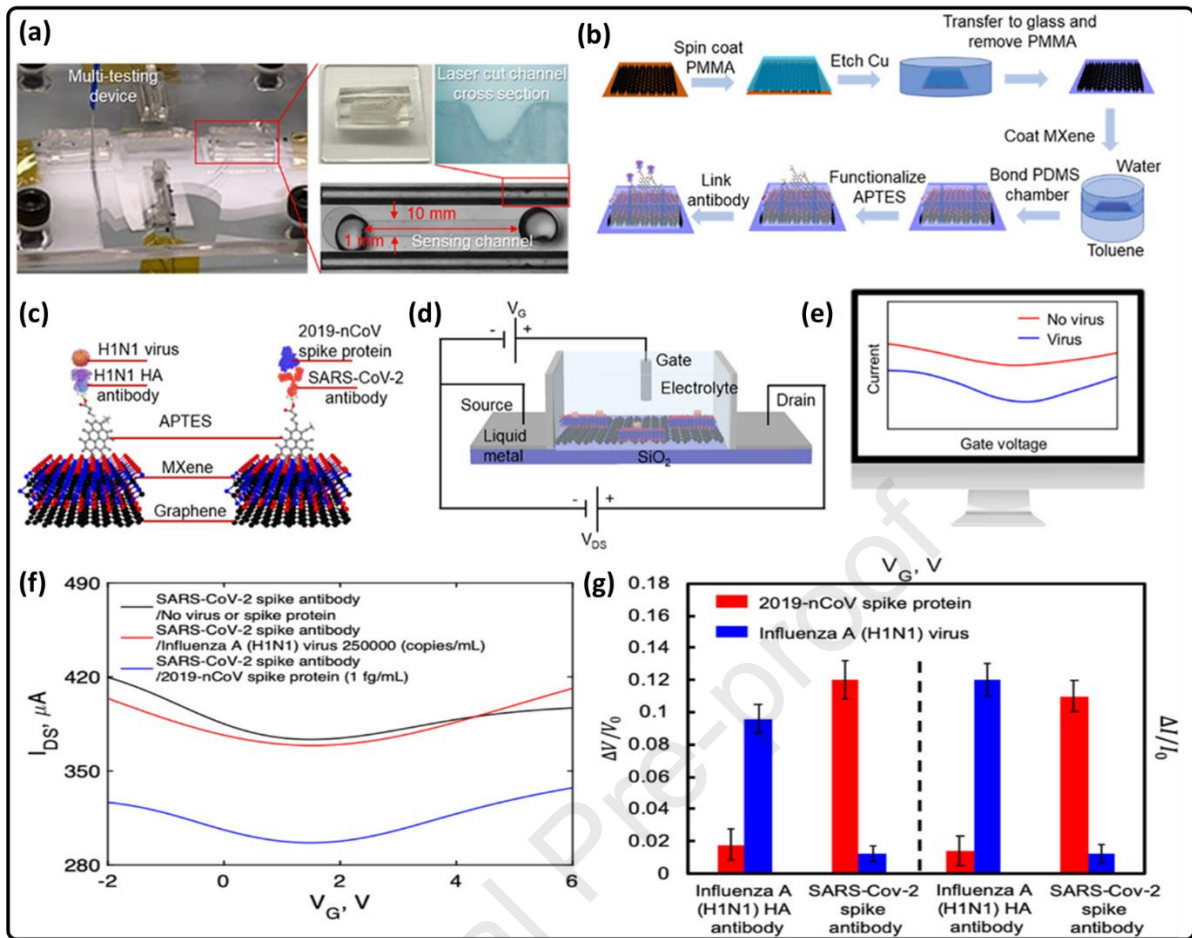 (a)
Multi-testing
device
Laser cut channel
cross section
10 mm
1 mm
Sensing channel
(b)
Spin coat
PMMA
Etch Cu
Transfer to glass and
remove PMMA
Coat MXene
Water
Toluene
Bond PDMS
chamber
Functionalize
APTES
Link
antibody
(c)
H1N1 virus
H1N1 HA
antibody
2019-nCoV
spike protein
SARS-CoV-2
antibody
APTES
MXene
Graphene
(d)
V_G
- +
Gate
Electrolyte
Source
Drain
Liquid
metal
SiO₂
- +
V_DS
(e)
No virus
Virus
Current
Gate voltage
(f)
490
420
350
280
I_DS, μA
SARS-CoV-2 spike antibody
/No virus or spike protein
SARS-CoV-2 spike antibody
/Influenza A (H1N1) virus 250000 (copies/mL)
SARS-CoV-2 spike antibody
/2019-nCoV spike protein (1 fg/mL)
-2 0 2 4 6
V_G, V
(g)
V_G, V
0.18
0.16
0.14
0.12
0.1
0.08
0.06
0.04
0.02
0
ΔV/V₀
2019-nCoV spike protein
Influenza A (H1N1) virus
ΔI/I₀
Influenza A
(H1N1) HA
antibody
SARS-Cov-2
spike
antibody
Influenza A
(H1N1) HA
antibody
SARS-Cov-2
spike
antibody
al Pre-proof